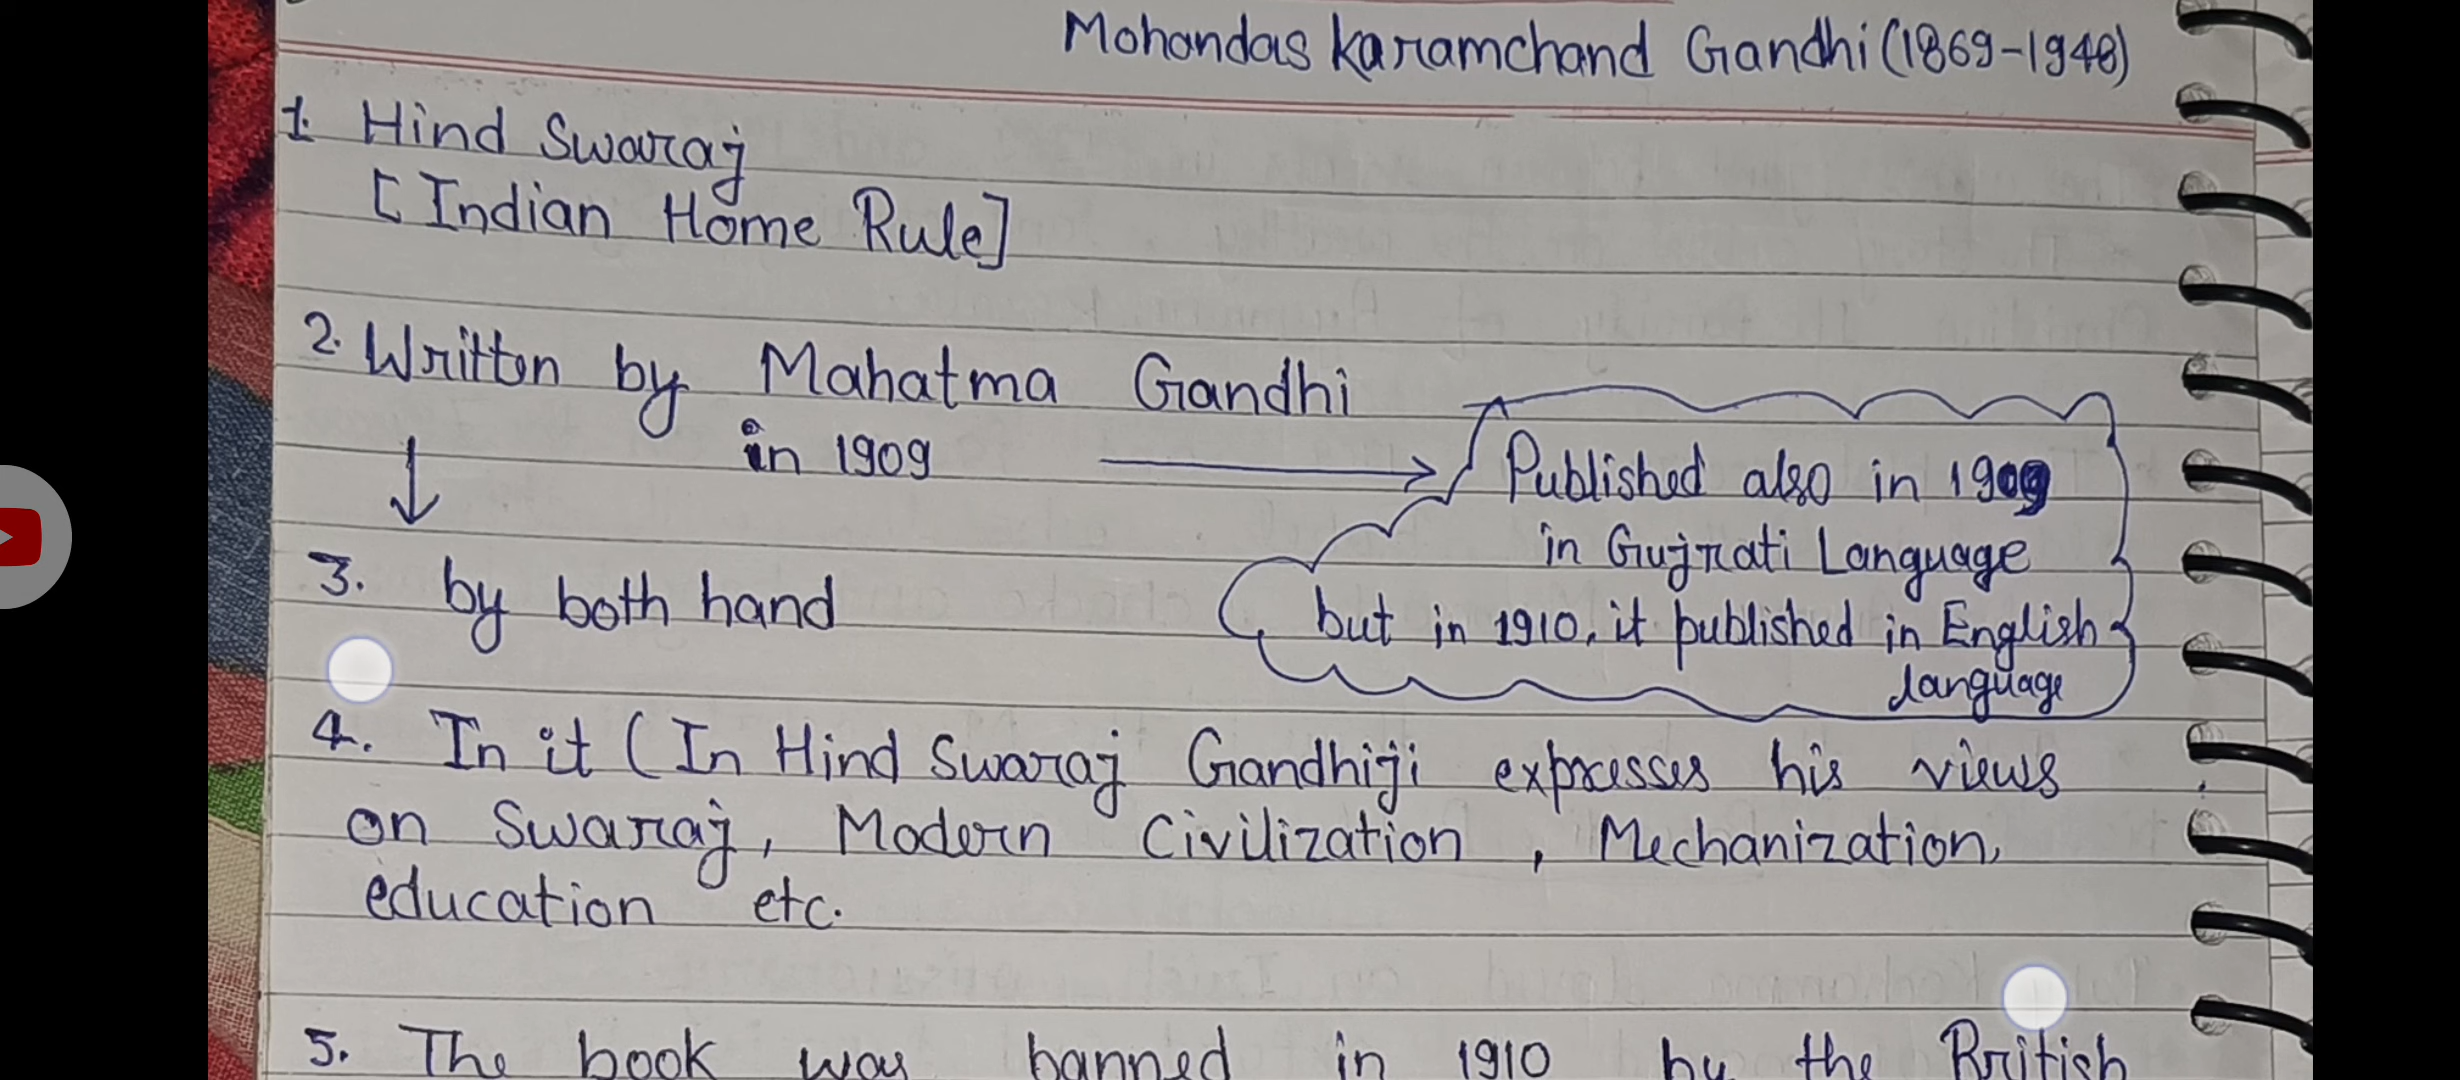 Mohandas Karamchand Gandhi (1869-1948)
1. Hind Swaraj
[Indian Home Rule]
2. Written by Mahatma Gandhi
in 1909
Published also in 1909
in Gujrati Language
but in 1910, it published in English
language
3. by both hand
4. In it (In Hind Swaraj Gandhiji expresses his views
on Swaraj, Modern Civilization, Mechanization,
education etc.
5. The book was banned in 1910 by the British